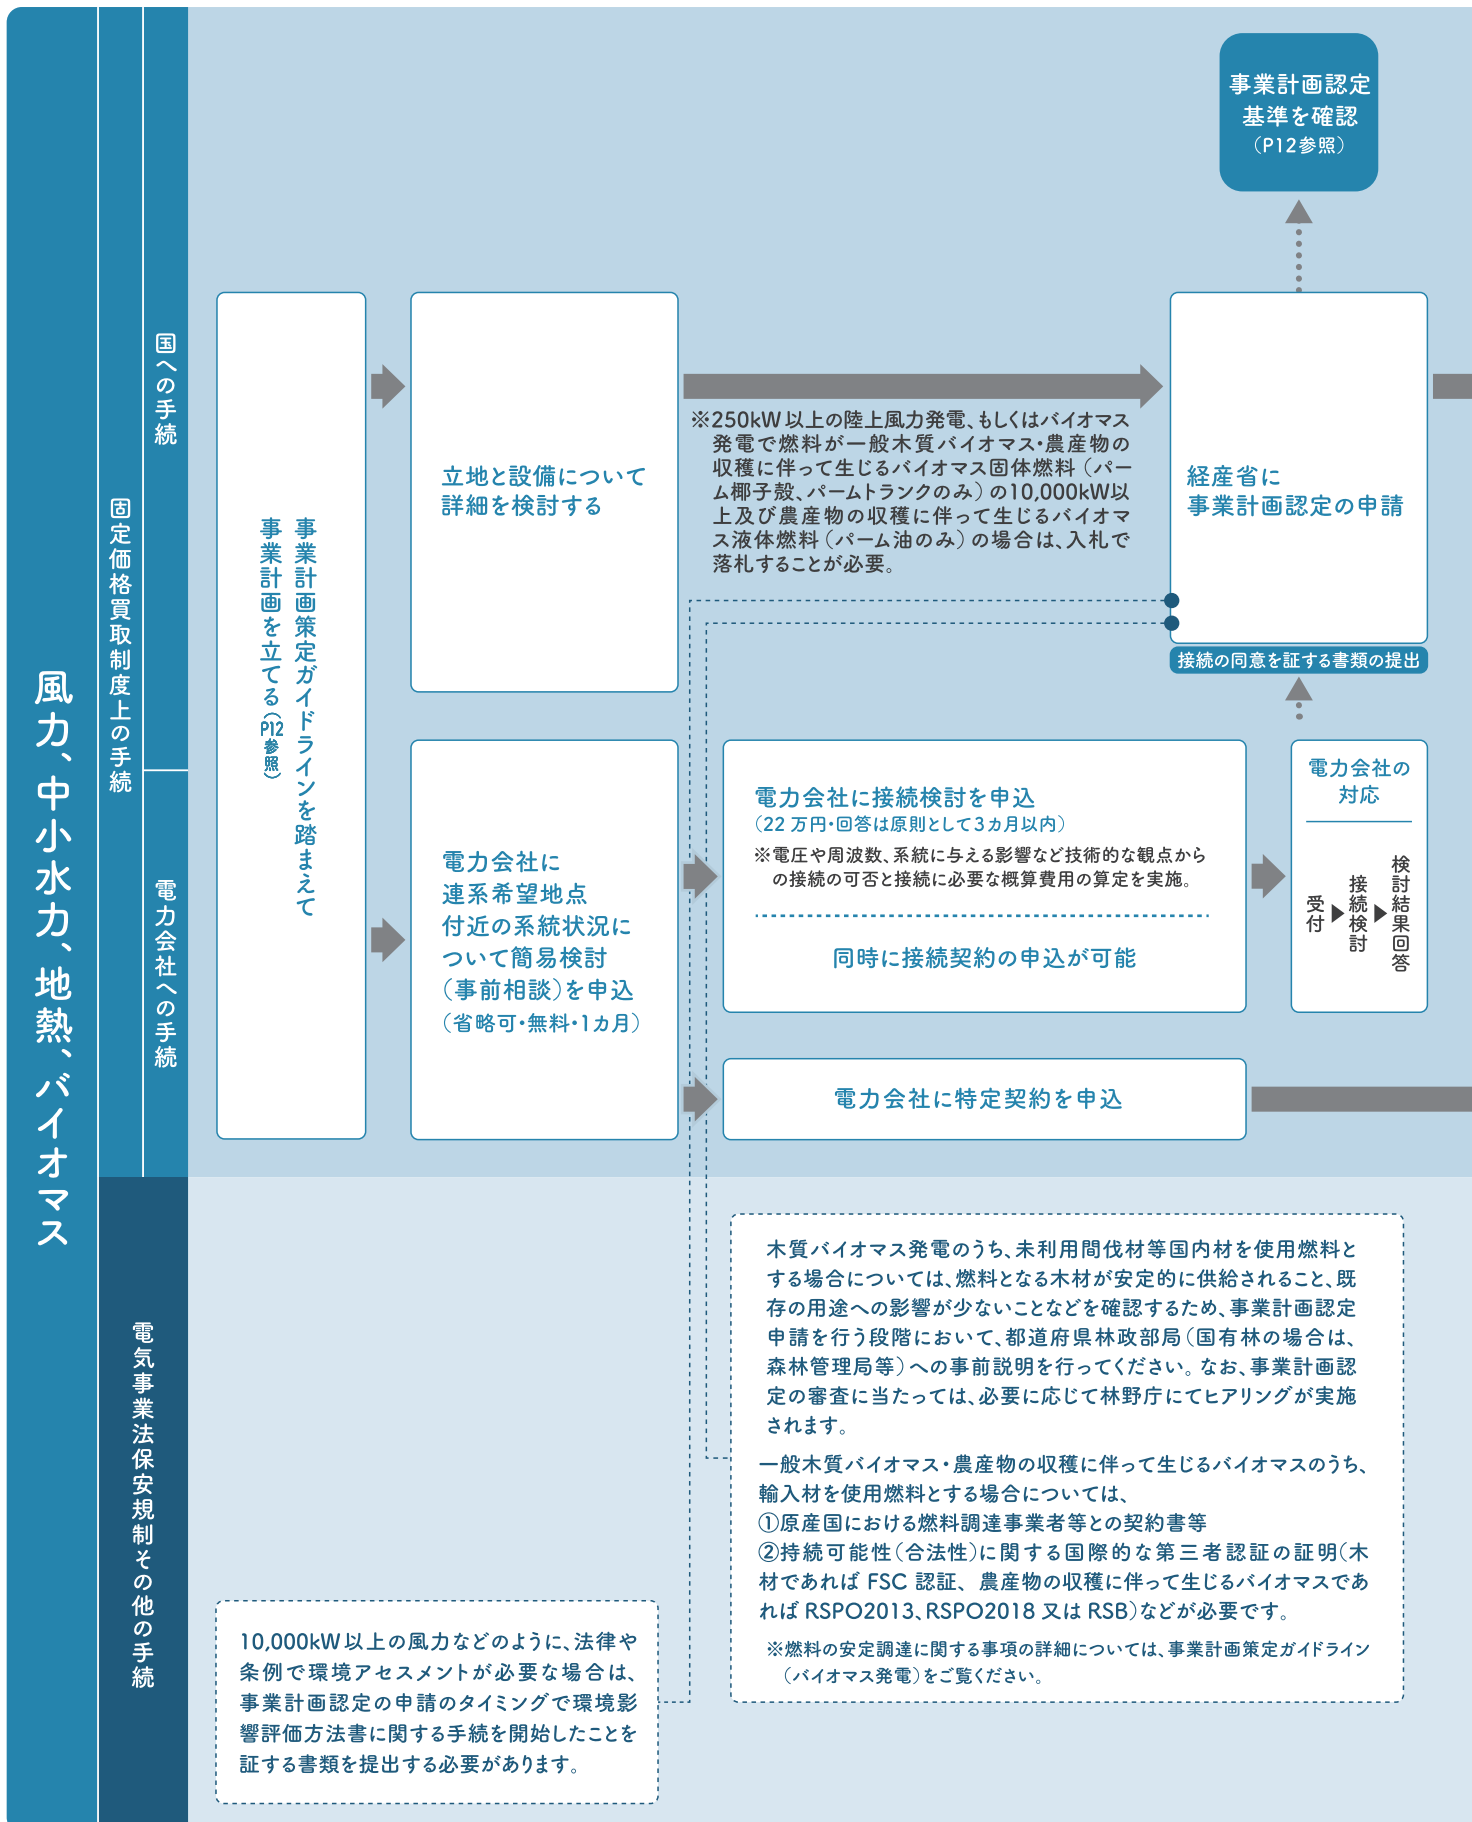 風力、中小水力、地熱、バイオマス
固定価格買取制度上の手続
国への手続
電力会社への手続
電気事業法保安規制その他の手続
事業計画認定
基準を確認
（P12参照）
事業計画策定ガイドラインを踏まえて
事業計画を立てる（P12参照）
立地と設備について
詳細を検討する
※250kW以上の陸上風力発電、もしくはバイオマス
発電で燃料が一般木質バイオマス・農産物の
収穫に伴って生じるバイオマス固体燃料（パー
ム椰子殻、パームトランクのみ）の10,000kW以
上及び農産物の収穫に伴って生じるバイオマ
ス液体燃料（パーム油のみ）の場合は、入札で
落札することが必要。
経産省に
事業計画認定の申請
接続の同意を証する書類の提出
電力会社に
連系希望地点
付近の系統状況に
ついて簡易検討
（事前相談）を申込
（省略可・無料・1カ月）
電力会社に接続検討を申込
（22 万円・回答は原則として3カ月以内）
※電圧や周波数、系統に与える影響など技術的な観点から
の接続の可否と接続に必要な概算費用の算定を実施。
同時に接続契約の申込が可能
電力会社の
対応
受付
接続検討
検討結果回答
電力会社に特定契約を申込
木質バイオマス発電のうち、未利用間伐材等国内材を使用燃料と
する場合については、燃料となる木材が安定的に供給されること、既
存の用途への影響が少ないことなどを確認するため、事業計画認定
申請を行う段階において、都道府県林政部局（国有林の場合は、
森林管理局等）への事前説明を行ってください。なお、事業計画認
定の審査に当たっては、必要に応じて林野庁にてヒアリングが実施
されます。
一般木質バイオマス・農産物の収穫に伴って生じるバイオマスのうち、
輸入材を使用燃料とする場合については、
①原産国における燃料調達事業者等との契約書等
②持続可能性（合法性）に関する国際的な第三者認証の証明（木
材であれば FSC 認証、農産物の収穫に伴って生じるバイオマスであ
れば RSPO2013、RSPO2018 又は RSB）などが必要です。
※燃料の安定調達に関する事項の詳細については、事業計画策定ガイドライン
（バイオマス発電）をご覧ください。
10,000kW以上の風力などのように、法律や
条例で環境アセスメントが必要な場合は、
事業計画認定の申請のタイミングで環境影
響評価方法書に関する手続を開始したことを
証する書類を提出する必要があります。